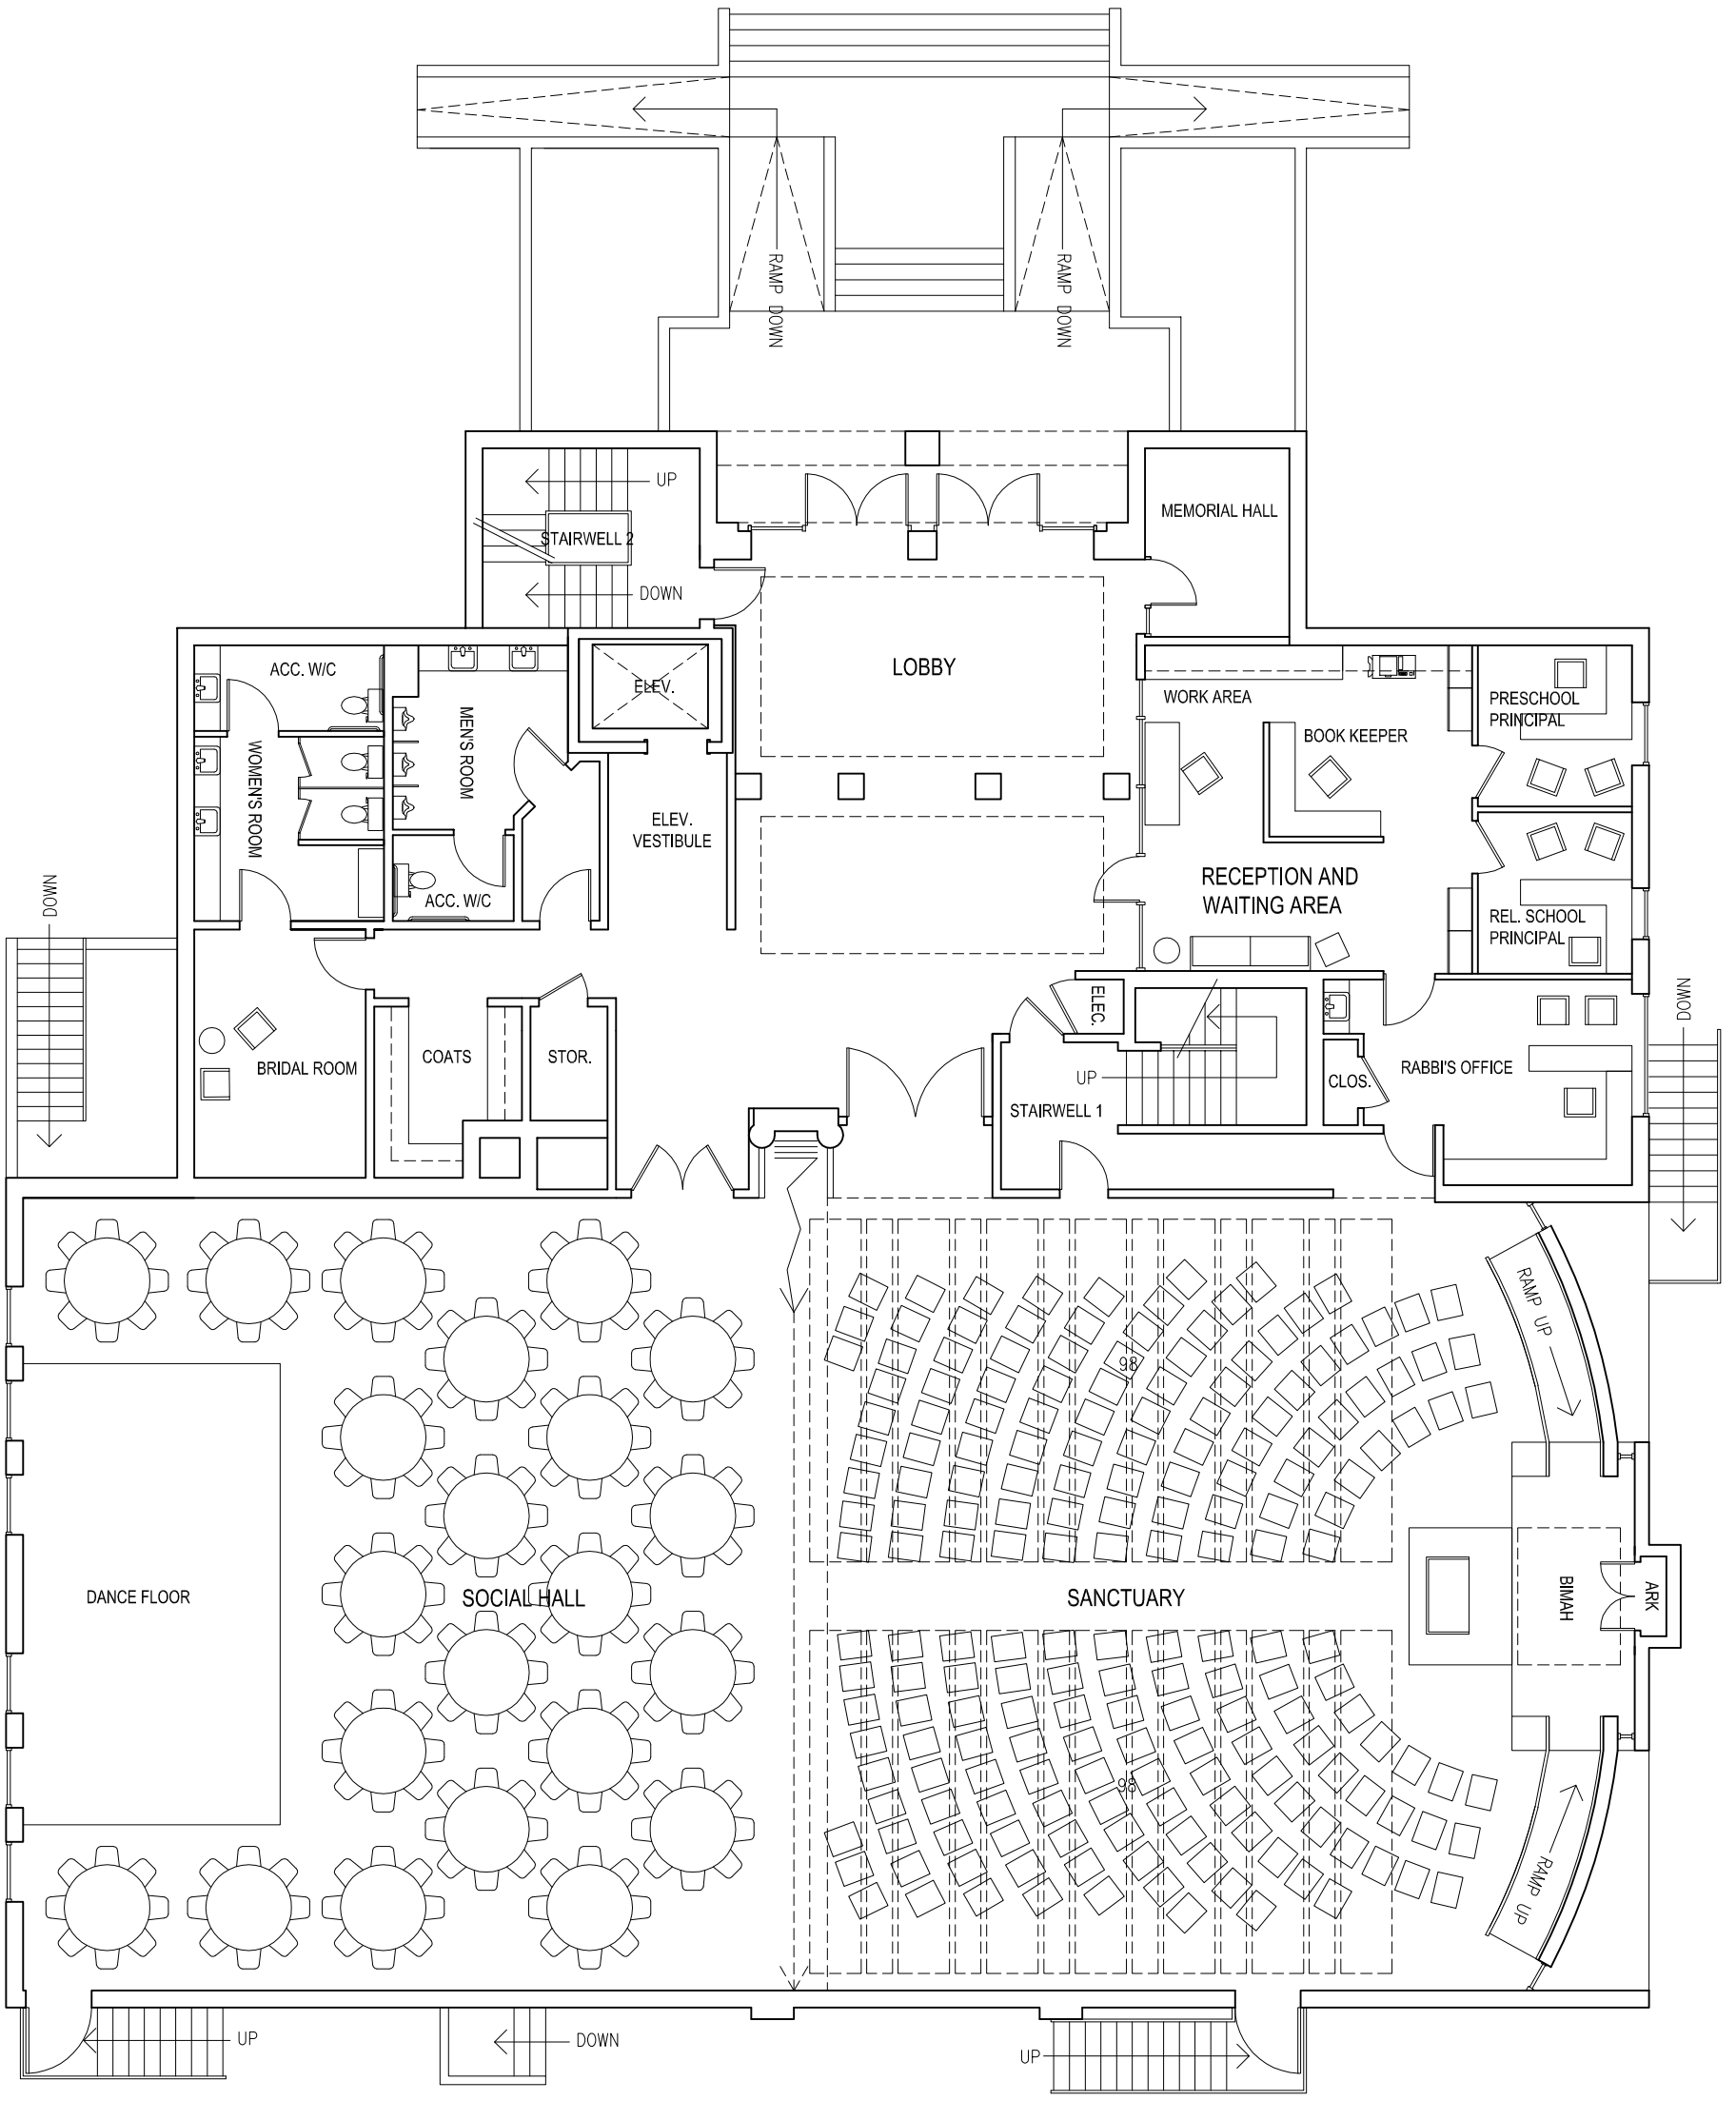 RAMP DOWN
RAMP DOWN
UP
STAIRWELL 2
DOWN
MEMORIAL HALL
ACC. W/C
ELEV.
LOBBY
WORK AREA
PRESCHOOL
PRINCIPAL
BOOK KEEPER
MEN'S ROOM
WOMEN'S ROOM
ELEV.
VESTIBULE
ACC. W/C
RECEPTION AND
WAITING AREA
REL. SCHOOL
PRINCIPAL
DOWN
ELEC.
DOWN
BRIDAL ROOM
COATS
STOR.
UP
CLOS.
RABBI'S OFFICE
STAIRWELL 1
RAMP UP
98
DANCE FLOOR
SOCIAL HALL
SANCTUARY
BIMAH
ARK
98
RAMP UP
UP
DOWN
UP